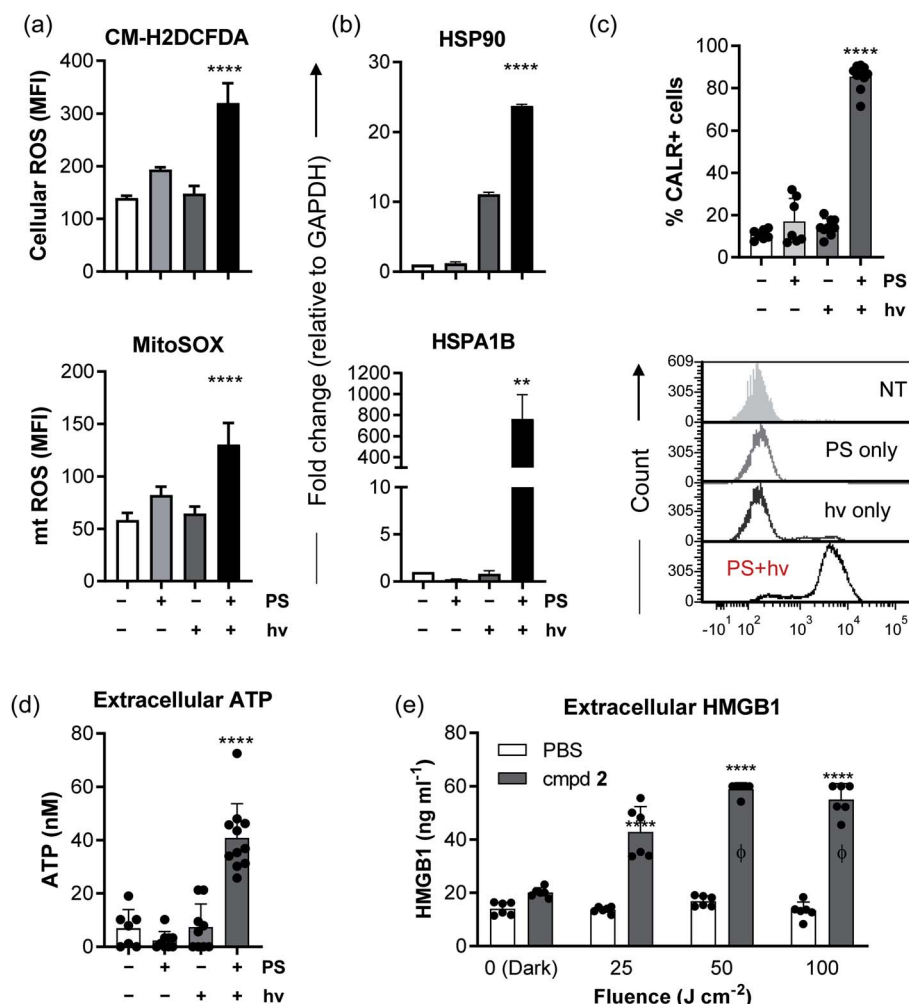 (a)
CM-H2DCFDA
Cellular ROS (MFI)
400
300
200
100
0
****
MitoSOX
mt ROS (MFI)
150
100
50
0
****
– + – + PS
– – + + hv
(b)
Fold change (relative to GAPDH)
HSP90
30
20
10
0
****
HSPA1B
1200
1000
800
600
400
200
6
4
2
0
**
– + – + PS
– – + + hv
(c)
% CALR+ cells
100
80
60
40
20
0
****
– + – + PS
– – + + hv
Count
609
305
0
NT
305
0
PS only
305
0
hv only
305
0
PS+hv
-10¹ 10² 10³ 10⁴ 10⁵
(d)
Extracellular ATP
ATP (nM)
80
60
40
20
0
****
– + – + PS
– – + + hv
(e)
Extracellular HMGB1
HMGB1 (ng ml⁻¹)
80
60
40
20
0
PBS
cmpd 2
****
****
****
ϕ
ϕ
0 (Dark) 25 50 100
Fluence (J cm⁻²)